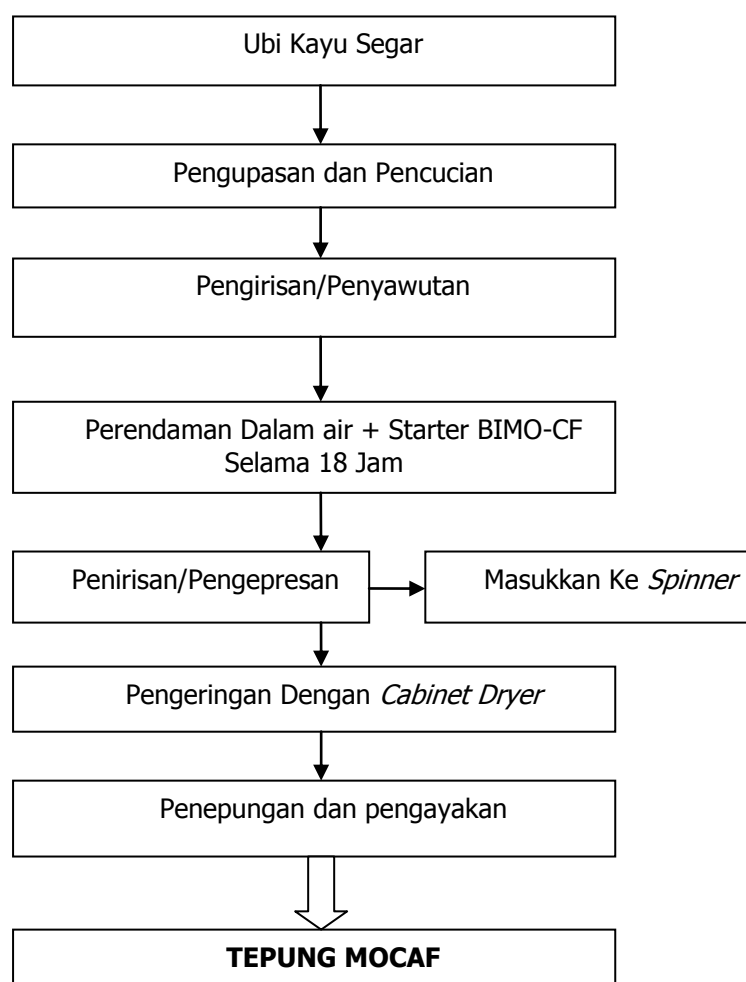 Ubi Kayu Segar
Pengupasan dan Pencucian
Pengirisan/Penyawutan
Perendaman Dalam air + Starter BIMO-CF
Selama 18 Jam
Penirisan/Pengepresan
Masukkan Ke Spinner
Pengeringan Dengan Cabinet Dryer
Penepungan dan pengayakan
TEPUNG MOCAF